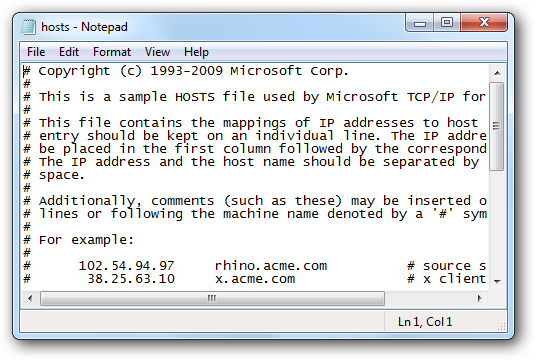 hosts - Notepad
File Edit Format View Help
# Copyright (c) 1993-2009 Microsoft Corp.
#
# This is a sample HOSTS file used by Microsoft TCP/IP for
#
# This file contains the mappings of IP addresses to host
# entry should be kept on an individual line. The IP addre
# be placed in the first column followed by the correspond
# The IP address and the host name should be separated by
# space.
#
# Additionally, comments (such as these) may be inserted o
# lines or following the machine name denoted by a '#' sym
#
# For example:
#
#      102.54.94.97     rhino.acme.com          # source s
#       38.25.63.10     x.acme.com              # x client
Ln 1, Col 1